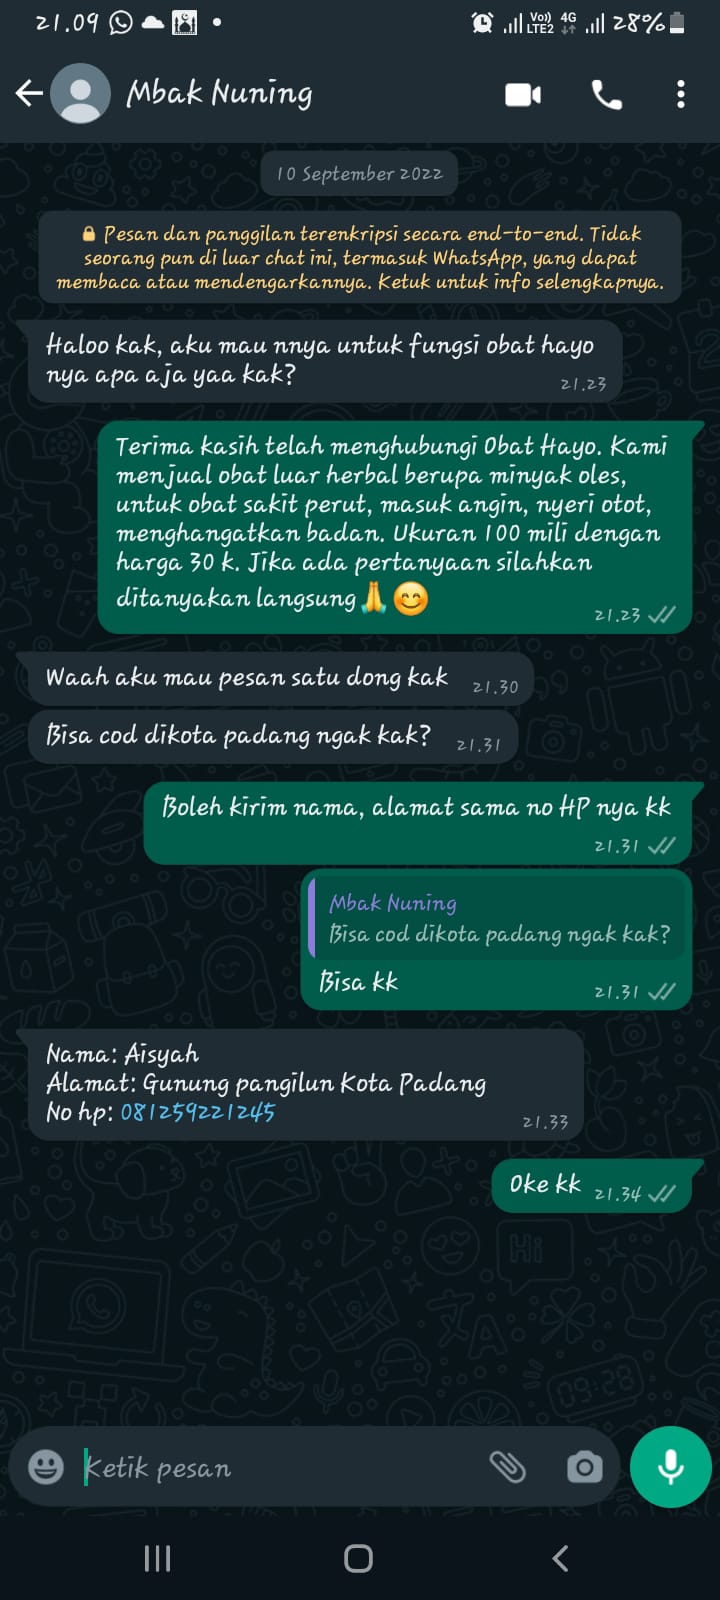 21.09
Vo)) 4G
LTE2
28%
Mbak Nuning
10 September 2022
Pesan dan panggilan terenkripsi secara end-to-end. Tidak
seorang pun di luar chat ini, termasuk WhatsApp, yang dapat
membaca atau mendengarkannya. Ketuk untuk info selengkapnya.
Haloo kak, aku mau nnya untuk fungsi obat hayo
nya apa aja yaa kak?
21.23
Terima kasih telah menghubungi Obat Hayo. Kami
menjual obat luar herbal berupa minyak oles,
untuk obat sakit perut, masuk angin, nyeri otot,
menghangatkan badan. Ukuran 100 mili dengan
harga 30 k. Jika ada pertanyaan silahkan
ditanyakan langsung🙏😊
21.23
Waah aku mau pesan satu dong kak 21.30
Bisa cod dikota padang ngak kak? 21.31
Boleh kirim nama, alamat sama no HP nya kk
21.31
Mbak Nuning
Bisa cod dikota padang ngak kak?
Bisa kk 21.31
Nama: Aisyah
Alamat: Gunung pangilun Kota Padang
No hp: 081259221245
21.33
Oke kk 21.34
Ketik pesan